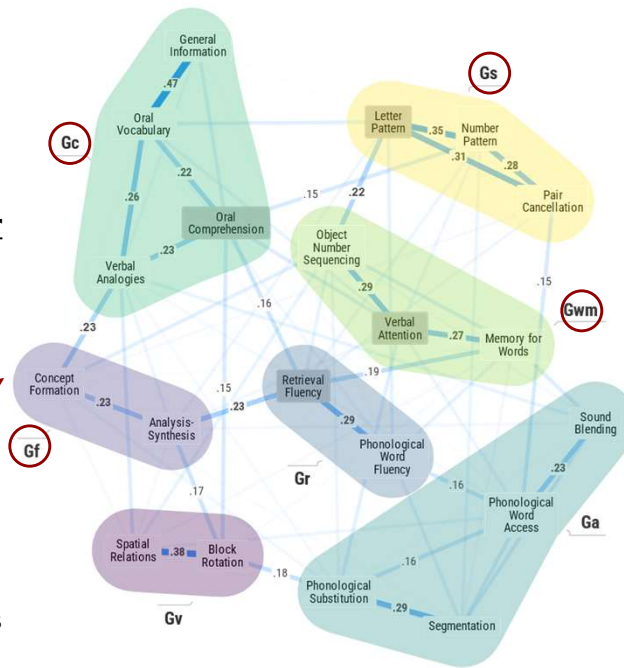 General
Information
.47
Gs
Oral
Vocabulary
Letter
Pattern
.35
Number
Pattern
Gc
.31
.28
.22
.26
.15
.22
Pair
Cancellation
Oral
Comprehension
Object
Number
Sequencing
.23
Verbal
Analogies
.29
.15
.16
Gwm
.23
Verbal
Attention
.27
Memory for
Words
.19
Concept
Formation
.15
Retrieval
Fluency
.23
.23
Analysis-
Synthesis
.29
Sound
Blending
Gf
Phonological
Word
Fluency
.23
Gr
.17
.16
Phonological
Word
Access
Ga
Spatial
Relations
.38
Block
Rotation
.16
.18
Phonological
Substitution
.29
Segmentation
Gv